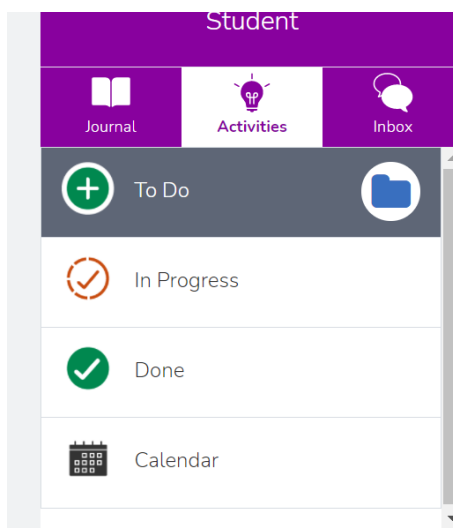 Student
Journal
Activities
Inbox
To Do
In Progress
Done
Calendar